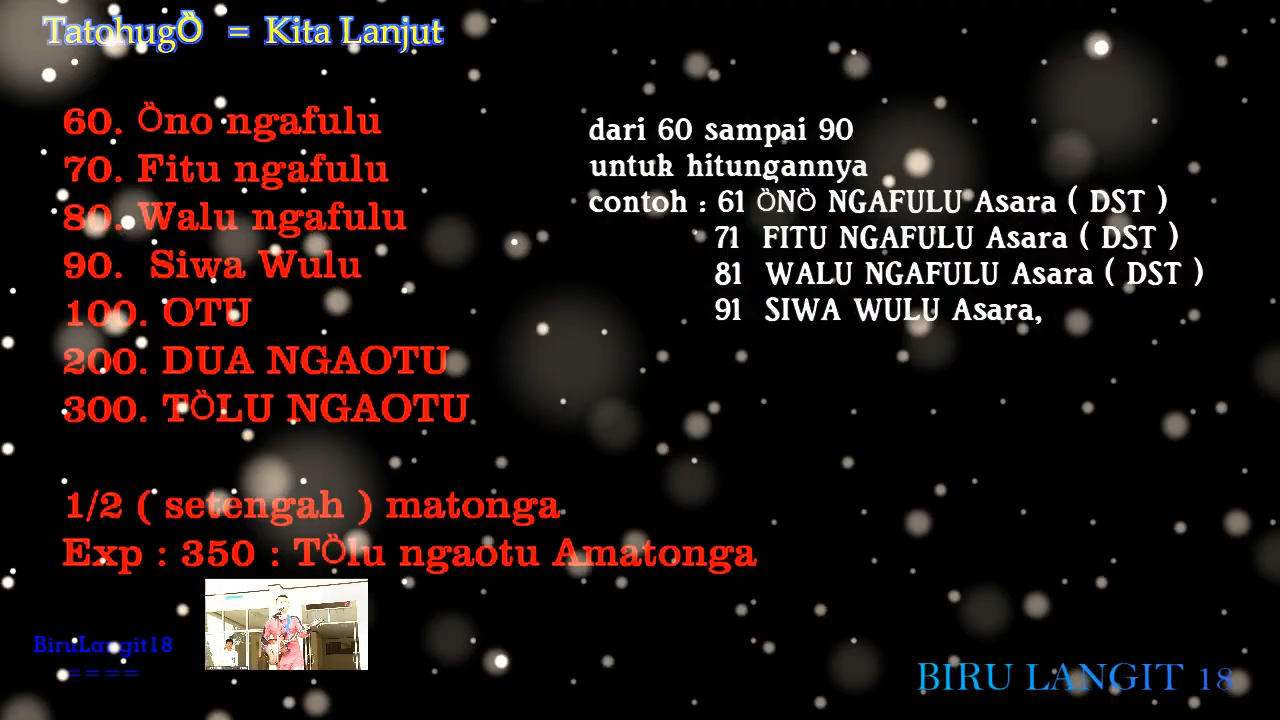 TatohugȌ = Kita Lanjut
60. Ȍno ngafulu
70. Fitu ngafulu
80. Walu ngafulu
90. Siwa Wulu
100. OTU
200. DUA NGAOTU
300. TȌLU NGAOTU
1/2 ( setengah ) matonga
Exp : 350 : TȌlu ngaotu Amatonga
dari 60 sampai 90
untuk hitungannya
contoh : 61 ȌNȌ NGAFULU Asara ( DST )
71 FITU NGAFULU Asara ( DST )
81 WALU NGAFULU Asara ( DST )
91 SIWA WULU Asara,
BiruLangit18
====
BIRU LANGIT 18